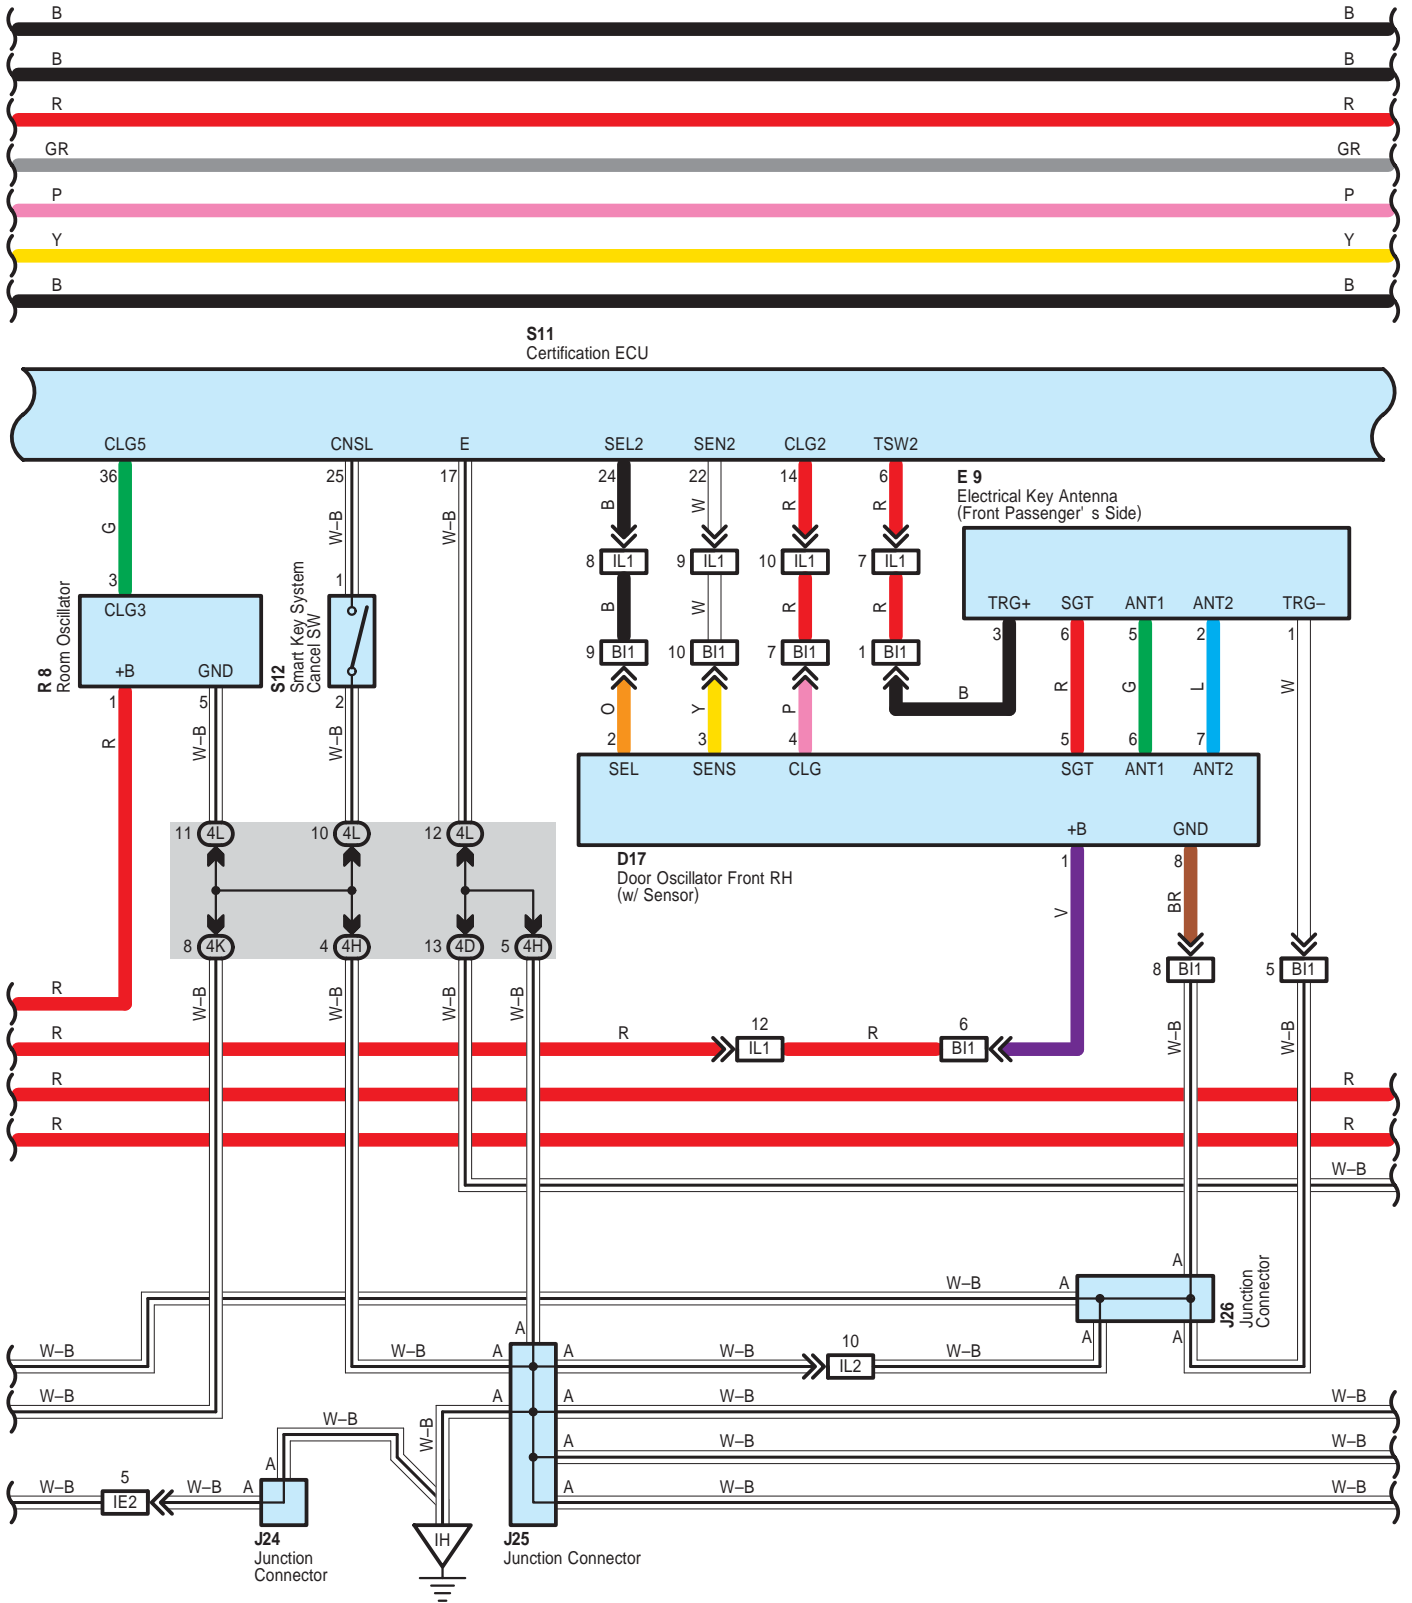 B B
B B
R R
GR GR
P P
Y Y
B B
S11
Certification ECU
CLG5 CNSL E SEL2 SEN2 CLG2 TSW2
36 25 17 24 22 14 6
G W–B W–B B W R R
E 9
Electrical Key Antenna
(Front Passenger' s Side)
8 IL1 9 IL1 10 IL1 7 IL1
3 1
R 8
Room Oscillator
CLG3
+B GND
S12
Smart Key System
Cancel SW
B W R R
TRG+ SGT ANT1 ANT2 TRG–
3 6 5 2 1
9 BI1 10 BI1 7 BI1 1 BI1
1 5 2
R W–B W–B
O Y P B R G L W
2 3 4 5 6 7
SEL SENS CLG SGT ANT1 ANT2
+B GND
11 4L 10 4L 12 4L
D17
Door Oscillator Front RH
(w/ Sensor)
1 8
V BR
8 4K 4 4H 13 4D 5 4H
8 BI1 5 BI1
R W–B W–B W–B W–B
R R 12 IL1 R 6 BI1 W–B W–B
R R
R R
W–B
A
J26
Junction
Connector
W–B A
A A A
W–B W–B A A W–B 10 IL2 W–B
W–B W–B A A W–B W–B
W–B A A W–B W–B
W–B 5 IE2 W–B A A W–B W–B
J24
Junction
Connector
IH
J25
Junction Connector